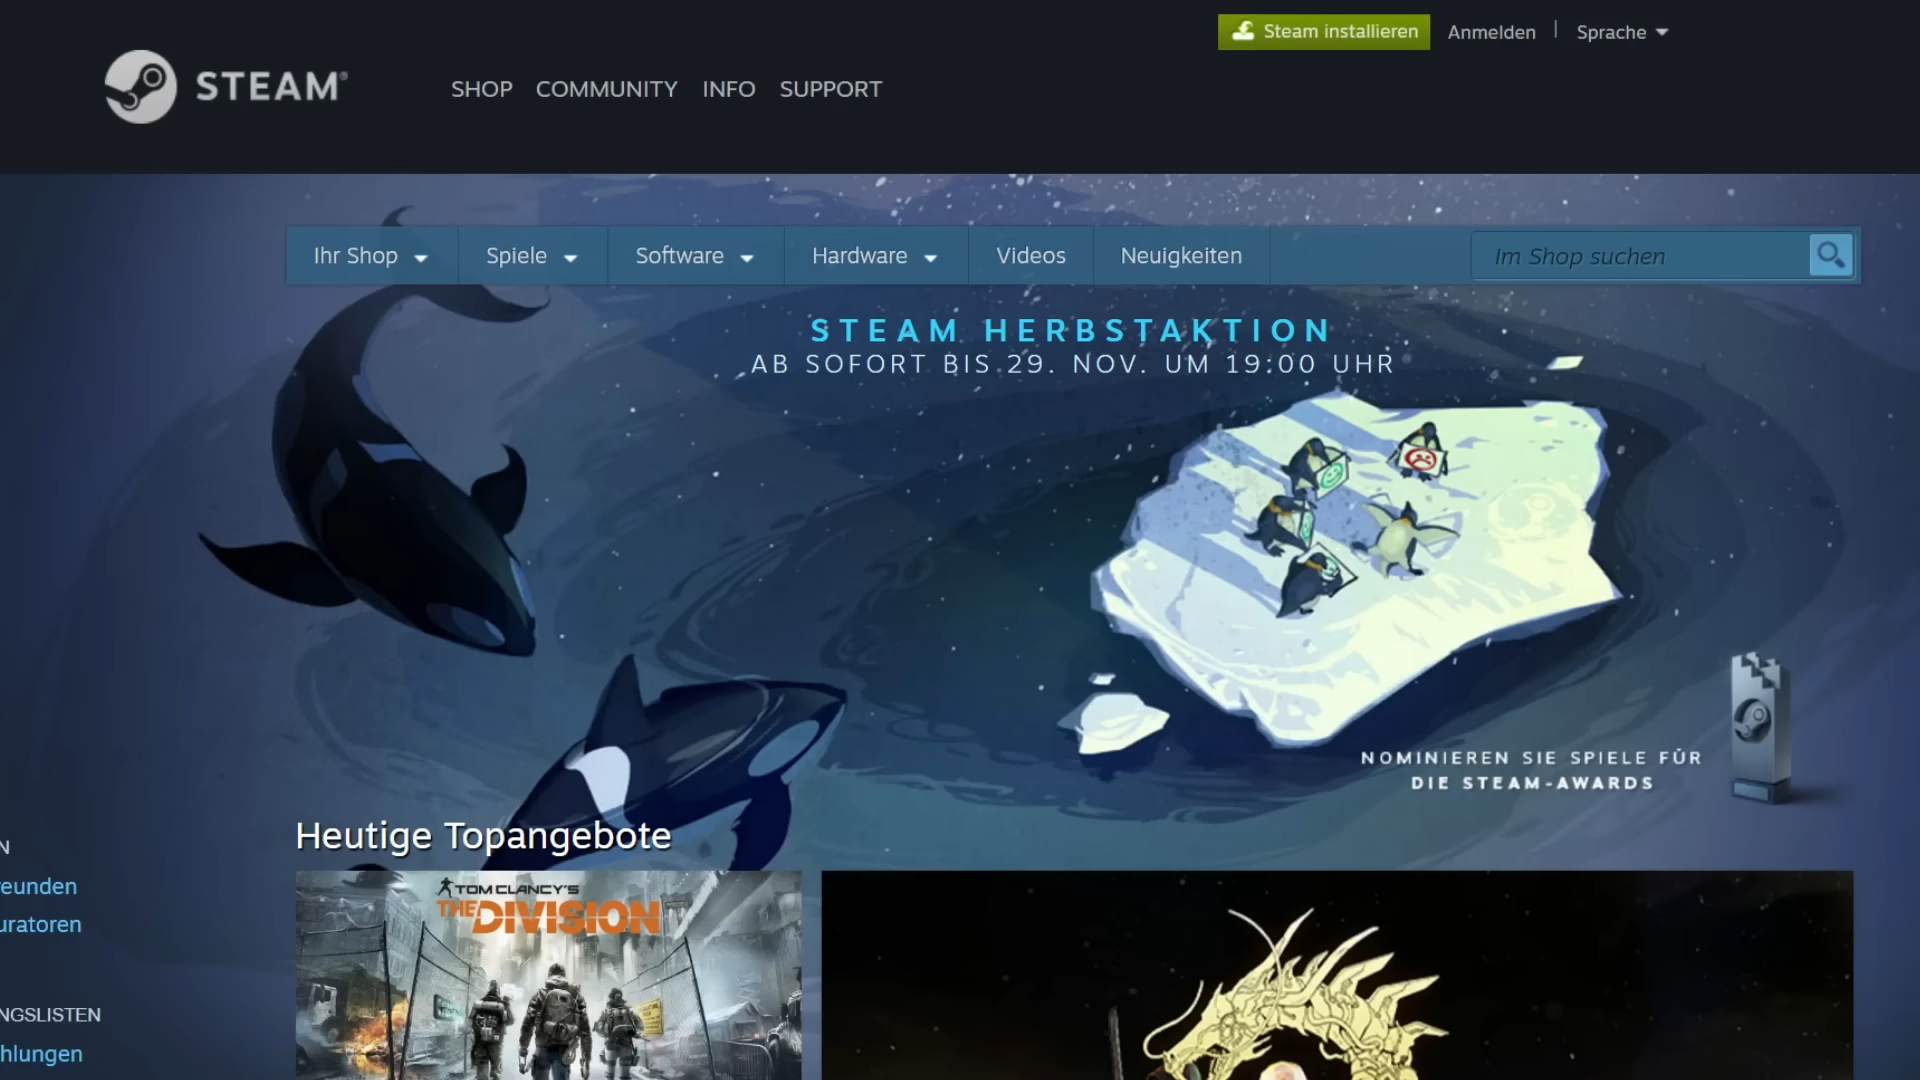 Steam installieren
Anmelden
Sprache
STEAM®
SHOP COMMUNITY INFO SUPPORT
Ihr Shop Spiele Software Hardware Videos Neuigkeiten Im Shop suchen
STEAM HERBSTAKTION
AB SOFORT BIS 29. NOV. UM 19:00 UHR
NOMINIEREN SIE SPIELE FÜR
DIE STEAM-AWARDS
Heutige Topangebote
N
reunden
uratoren
NGSLISTEN
hlungen
TOM CLANCY'S
THE DIVISION